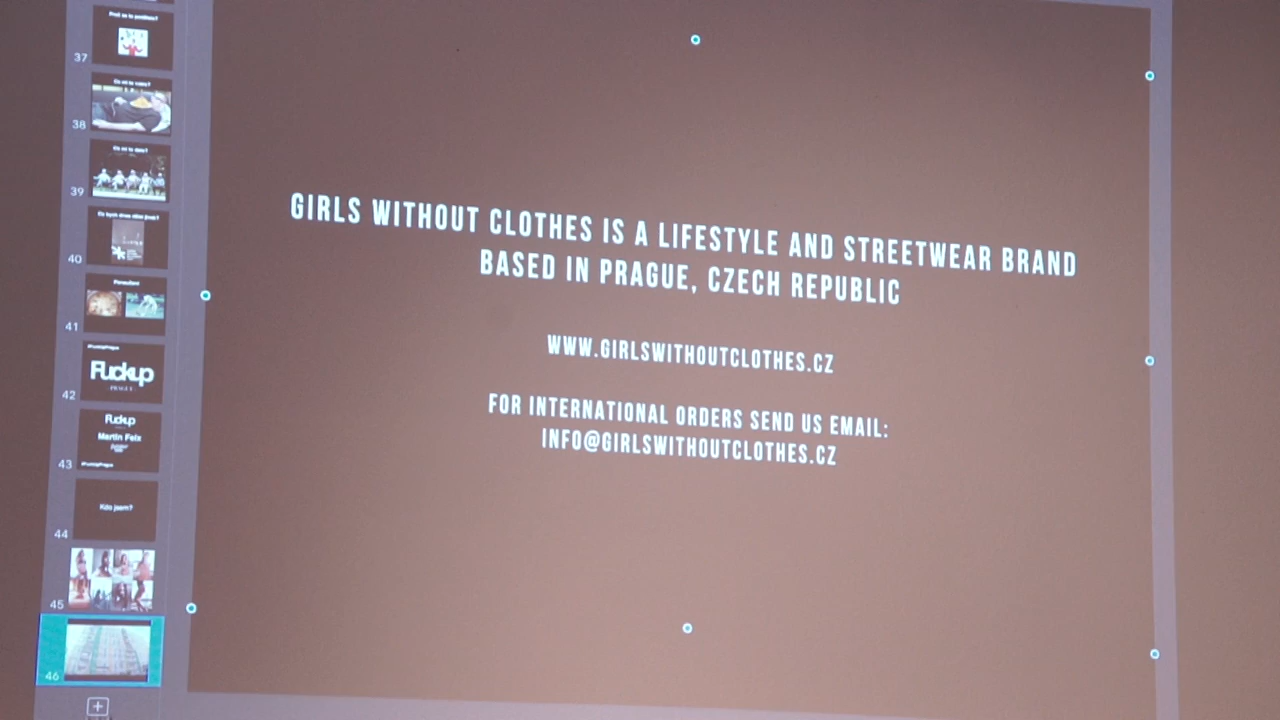 GIRLS WITHOUT CLOTHES IS A LIFESTYLE AND STREETWEAR BRAND
BASED IN PRAGUE, CZECH REPUBLIC
WWW.GIRLSWITHOUTCLOTHES.CZ
FOR INTERNATIONAL ORDERS SEND US EMAIL:
INFO@GIRLSWITHOUTCLOTHES.CZ
37
38
39
40
41
42
Fuckup
43
Fuckup
Martin Feix
44
Kdo jsem?
45
46